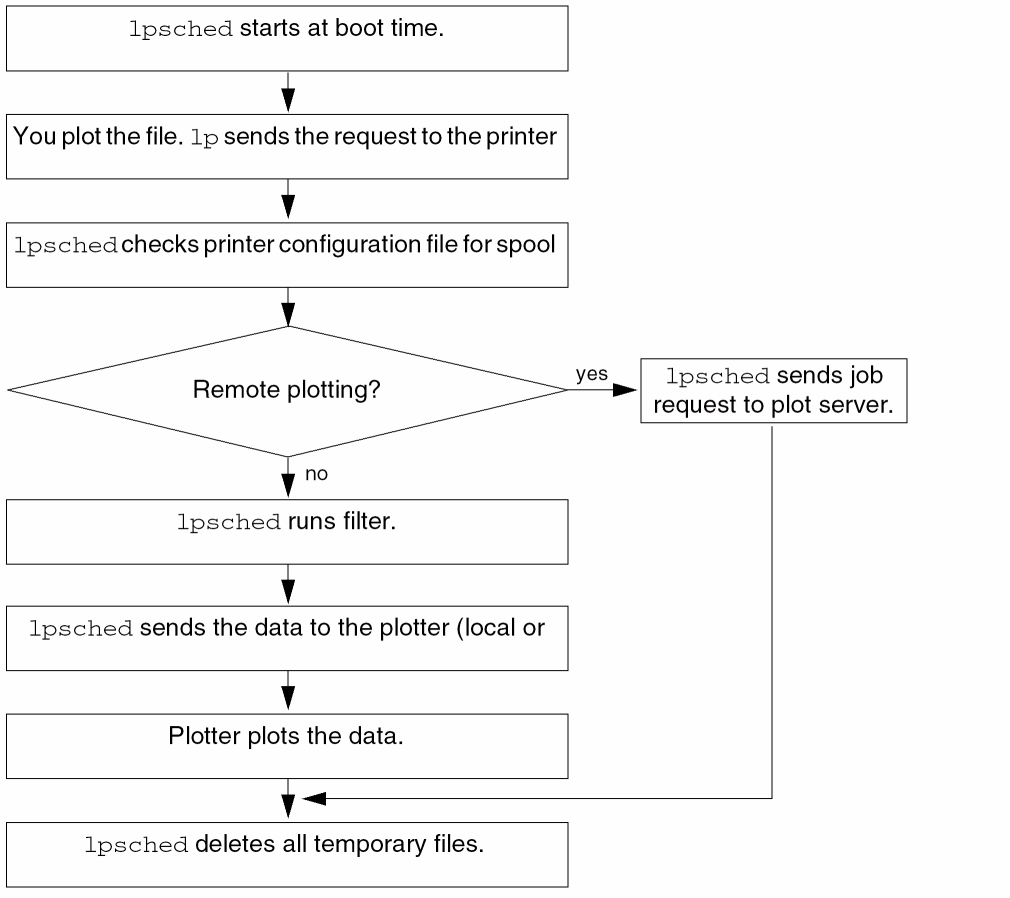 lpsched starts at boot time.
You plot the file. lp sends the request to the printer
lpsched checks printer configuration file for spool
Remote plotting?
yes
lpsched sends job
request to plot server.
no
lpsched runs filter.
lpsched sends the data to the plotter (local or
Plotter plots the data.
lpsched deletes all temporary files.